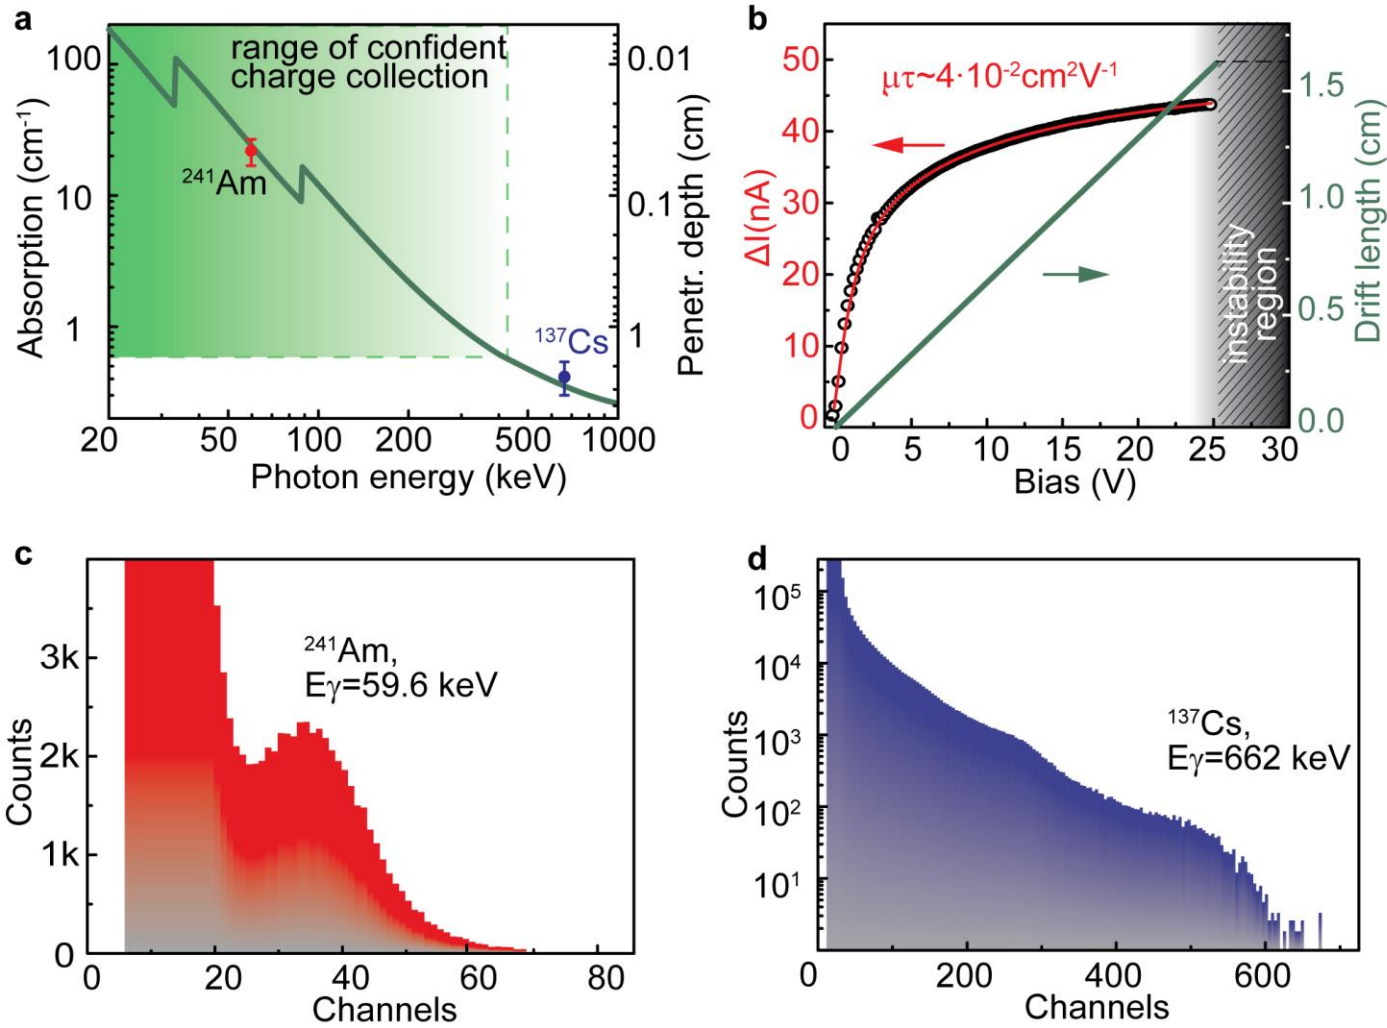 a
range of confident
charge collection
100
10
1
Absorption (cm⁻¹)
0.01
0.1
1
Penetr. depth (cm)
²⁴¹Am
¹³⁷Cs
20 50 100 200 500 1000
Photon energy (keV)
b
μτ~4·10⁻²cm²V⁻¹
50
40
30
20
10
0
ΔI(nA)
1.5
1.0
0.5
0.0
Drift length (cm)
instability
region
0 5 10 15 20 25 30
Bias (V)
c
²⁴¹Am,
Eγ=59.6 keV
3k
2k
1k
0
Counts
0 20 40 60 80
Channels
d
¹³⁷Cs,
Eγ=662 keV
10⁵
10⁴
10³
10²
10¹
Counts
0 200 400 600
Channels